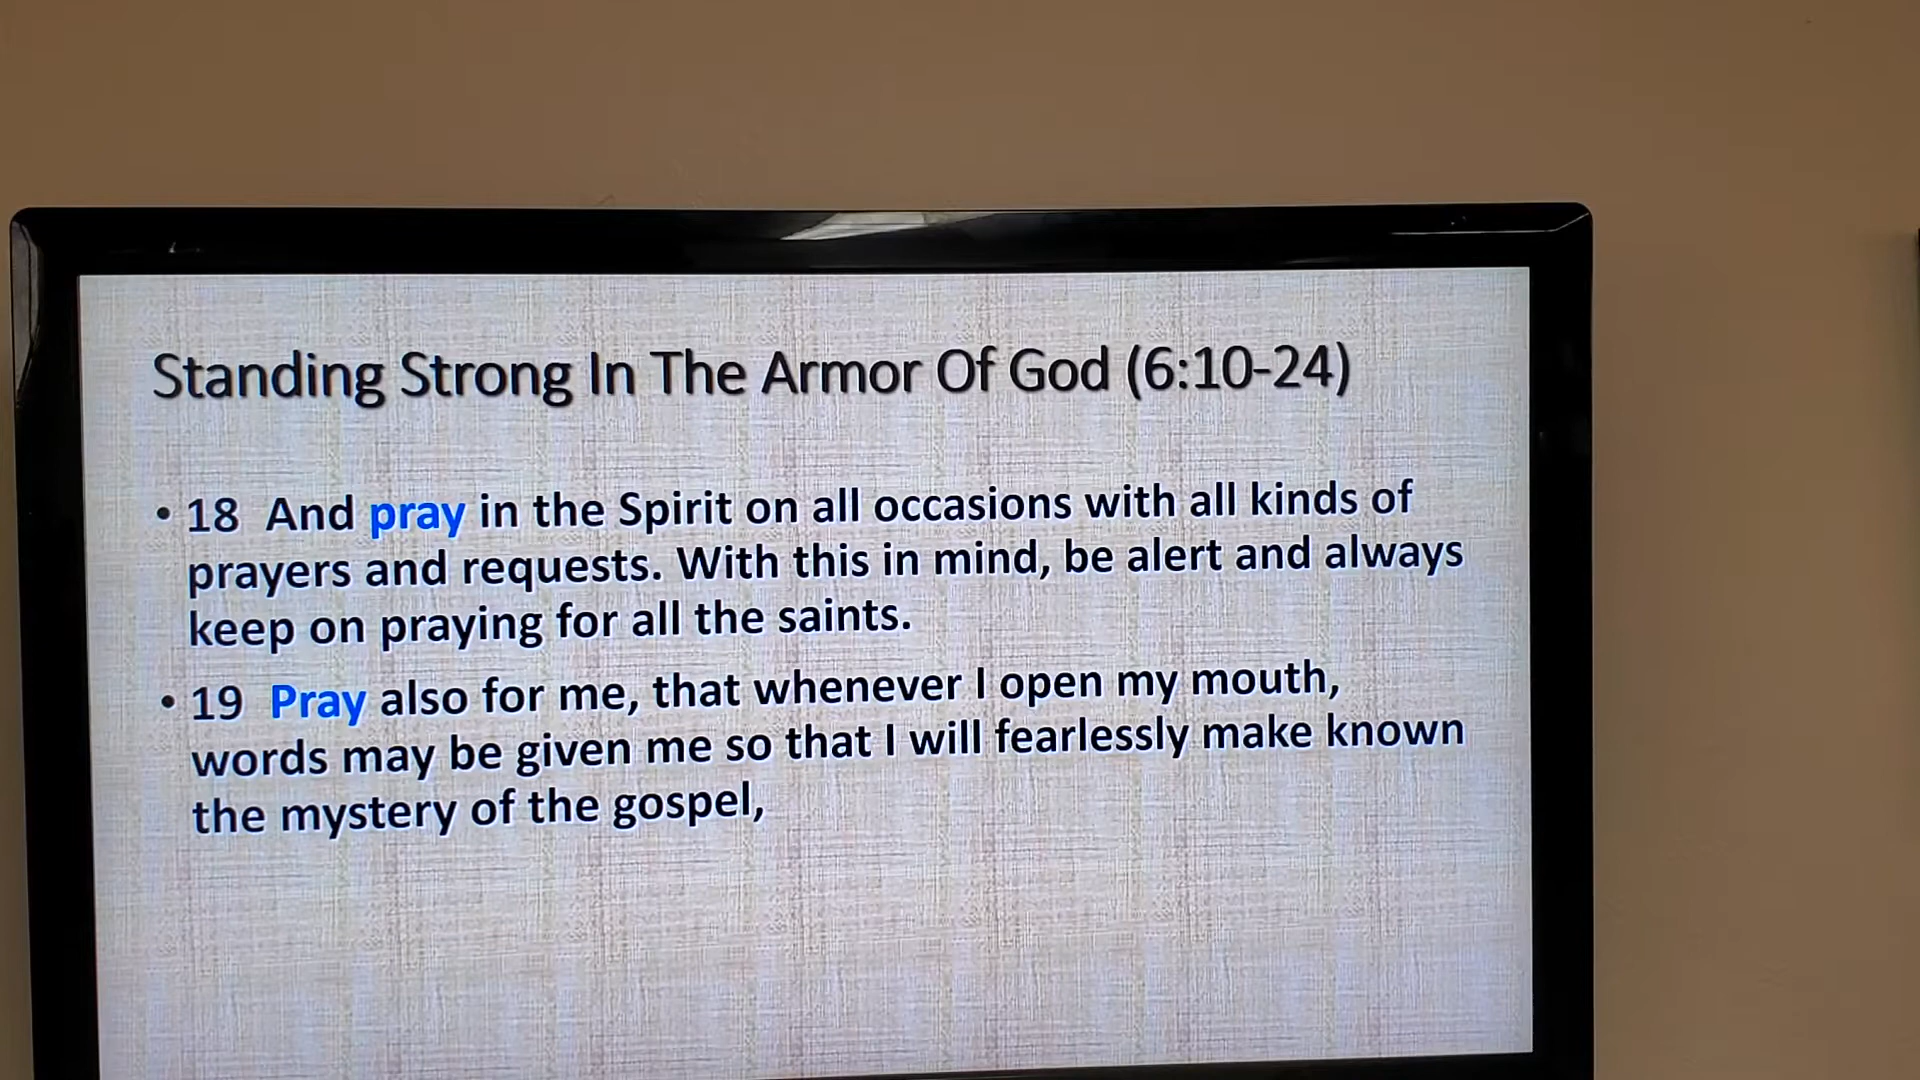 Standing Strong In The Armor Of God (6:10-24)
• 18 And pray in the Spirit on all occasions with all kinds of
prayers and requests. With this in mind, be alert and always
keep on praying for all the saints.
• 19 Pray also for me, that whenever I open my mouth,
words may be given me so that I will fearlessly make known
the mystery of the gospel,